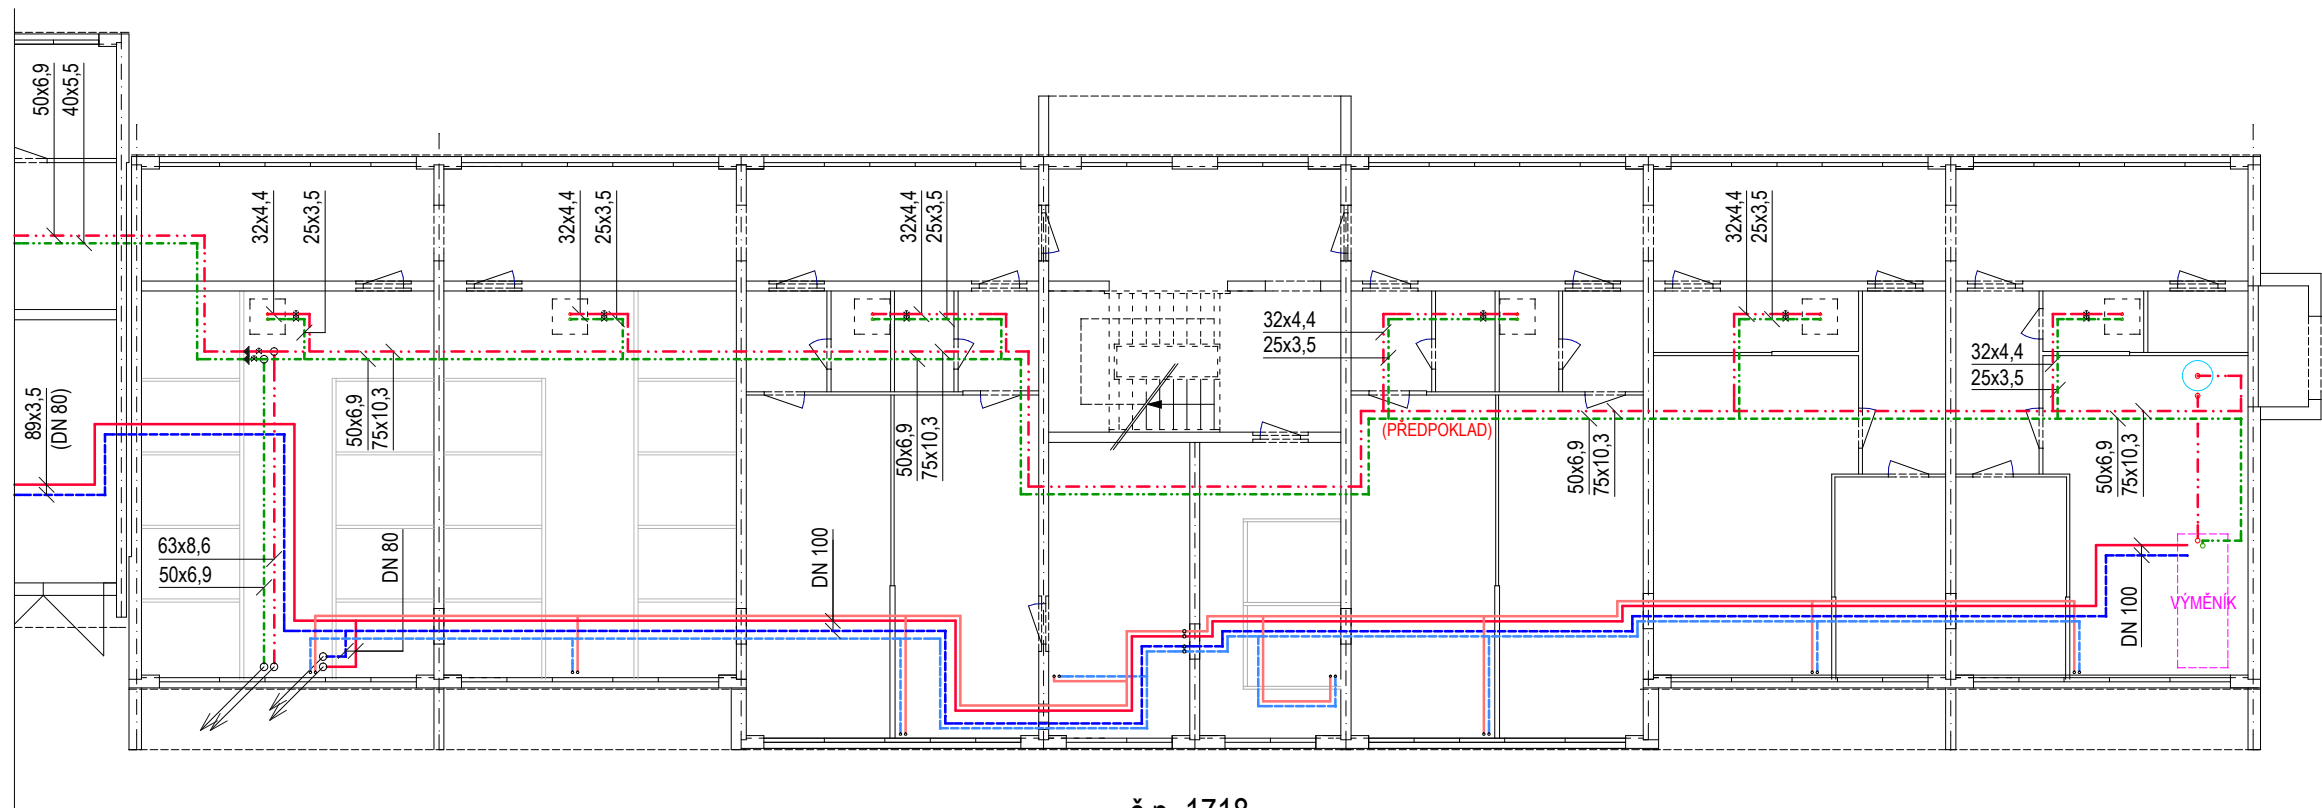 50x6,9
40x5,5
32x4,4
25x3,5
32x4,4
25x3,5
32x4,4
25x3,5
32x4,4
25x3,5
32x4,4
25x3,5
32x4,4
25x3,5
89x3,5
(DN 80)
50x6,9
75x10,3
50x6,9
75x10,3
(PŘEDPOKLAD)
50x6,9
75x10,3
50x6,9
75x10,3
63x8,6
50x6,9
DN 80
DN 100
DN 100
VÝMĚNÍK
č.p. 1718